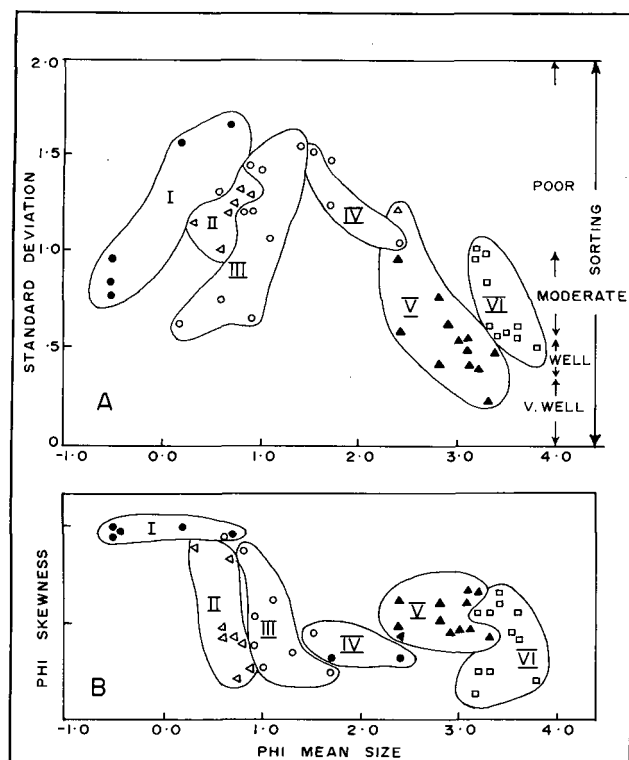 2.0
1.5
1.0
.5
0
STANDARD DEVIATION
I
II
III
IV
V
VI
A
POOR
MODERATE
WELL
V. WELL
SORTING
-1.0 0.0 1.0 2.0 3.0 4.0
PHI SKEWNESS
I
II
III
IV
V
VI
B
-1.0 0.0 1.0 2.0 3.0 4.0
PHI MEAN SIZE